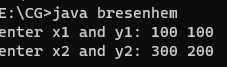 E:\CG>java bresenhem
enter x1 and y1: 100 100
enter x2 and y2: 300 200